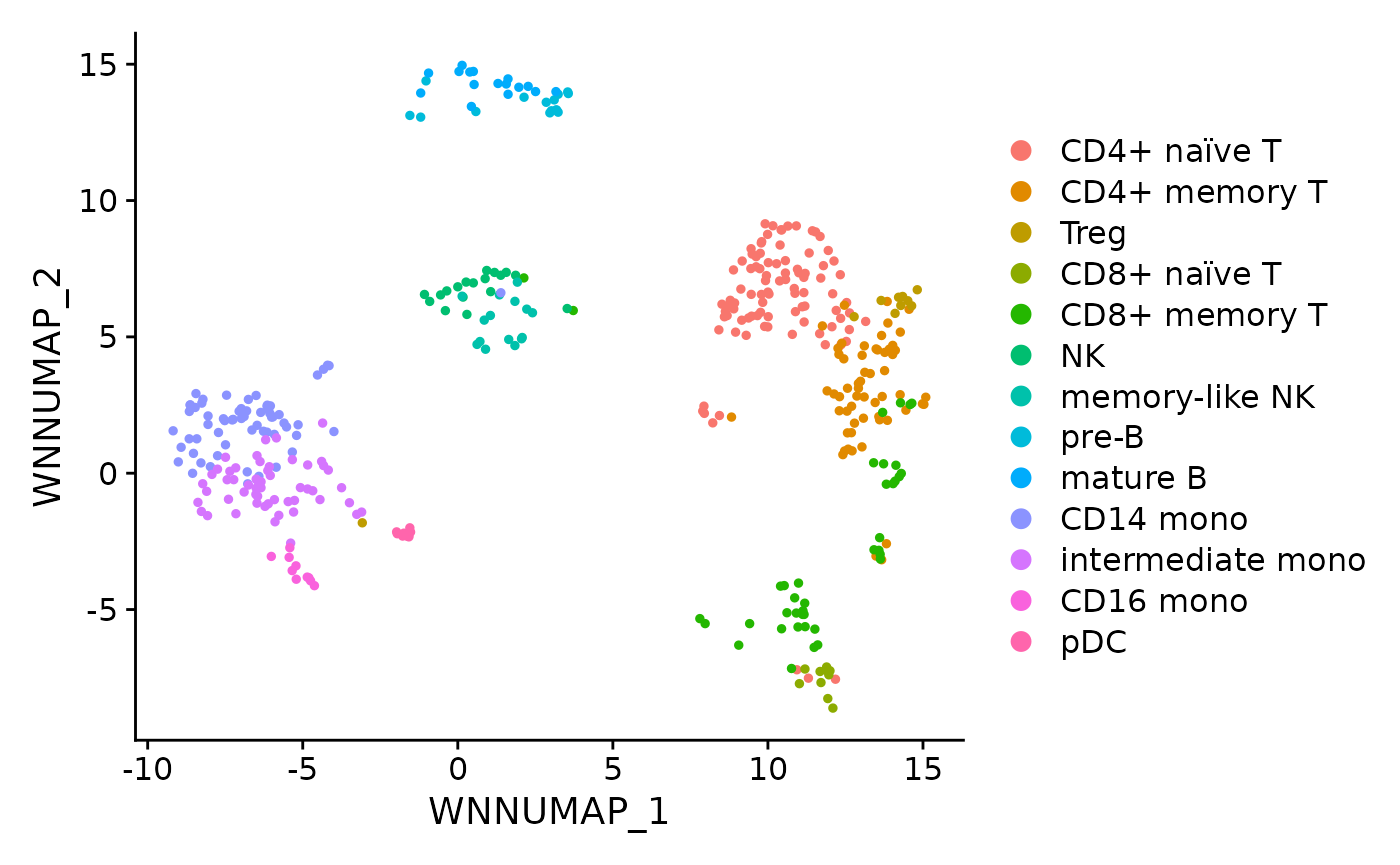 15
10
5
0
-5
WNNUMAP_2
-10 -5 0 5 10 15
WNNUMAP_1
CD4+ naïve T
CD4+ memory T
Treg
CD8+ naïve T
CD8+ memory T
NK
memory-like NK
pre-B
mature B
CD14 mono
intermediate mono
CD16 mono
pDC